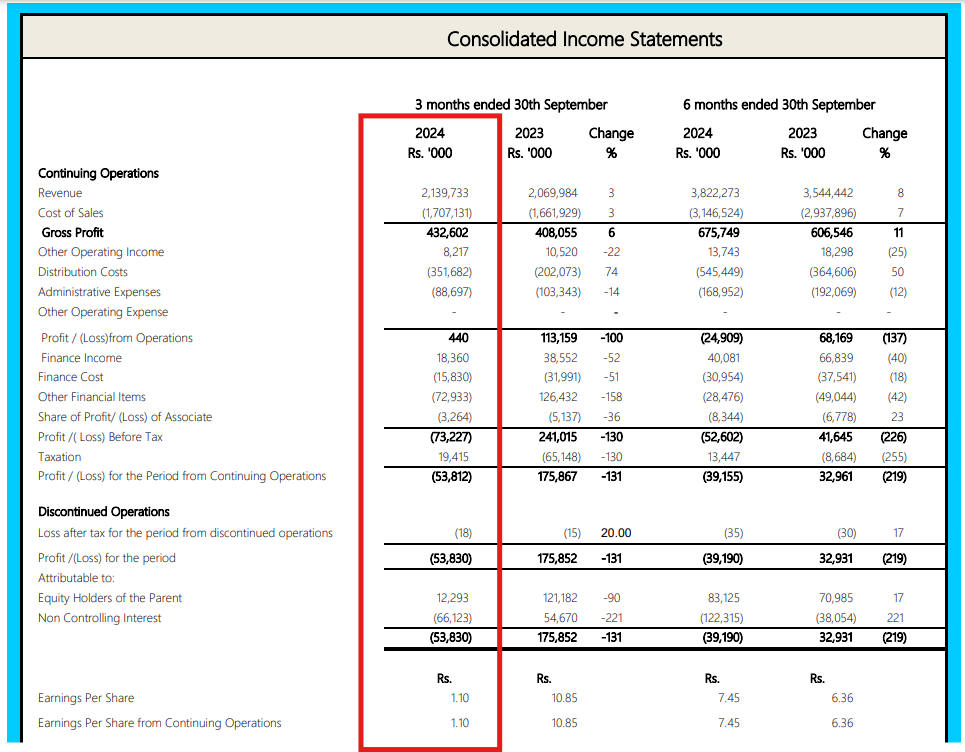 Consolidated Income Statements
3 months ended 30th September 6 months ended 30th September
2024 2023 Change 2024 2023 Change
Rs. '000 Rs. '000 % Rs. '000 Rs. '000 %
Continuing Operations
Revenue 2,139,733 2,069,984 3 3,822,273 3,544,442 8
Cost of Sales (1,707,131) (1,661,929) 3 (3,146,524) (2,937,896) 7
Gross Profit 432,602 408,055 6 675,749 606,546 11
Other Operating Income 8,217 10,520 -22 13,743 18,298 (25)
Distribution Costs (351,682) (202,073) 74 (545,449) (364,606) 50
Administrative Expenses (88,697) (103,343) -14 (168,952) (192,069) (12)
Other Operating Expense - - - - - -
Profit / (Loss)from Operations 440 113,159 -100 (24,909) 68,169 (137)
Finance Income 18,360 38,552 -52 40,081 66,839 (40)
Finance Cost (15,830) (31,991) -51 (30,954) (37,541) (18)
Other Financial Items (72,933) 126,432 -158 (28,476) (49,044) (42)
Share of Profit/ (Loss) of Associate (3,264) (5,137) -36 (8,344) (6,778) 23
Profit /( Loss) Before Tax (73,227) 241,015 -130 (52,602) 41,645 (226)
Taxation 19,415 (65,148) -130 13,447 (8,684) (255)
Profit / (Loss) for the Period from Continuing Operations (53,812) 175,867 -131 (39,155) 32,961 (219)
Discontinued Operations
Loss after tax for the period from discontinued operations (18) (15) 20.00 (35) (30) 17
Profit /(Loss) for the period (53,830) 175,852 -131 (39,190) 32,931 (219)
Attributable to:
Equity Holders of the Parent 12,293 121,182 -90 83,125 70,985 17
Non Controlling Interest (66,123) 54,670 -221 (122,315) (38,054) 221
(53,830) 175,852 -131 (39,190) 32,931 (219)
Rs. Rs. Rs. Rs.
Earnings Per Share 1.10 10.85 7.45 6.36
Earnings Per Share from Continuing Operations 1.10 10.85 7.45 6.36